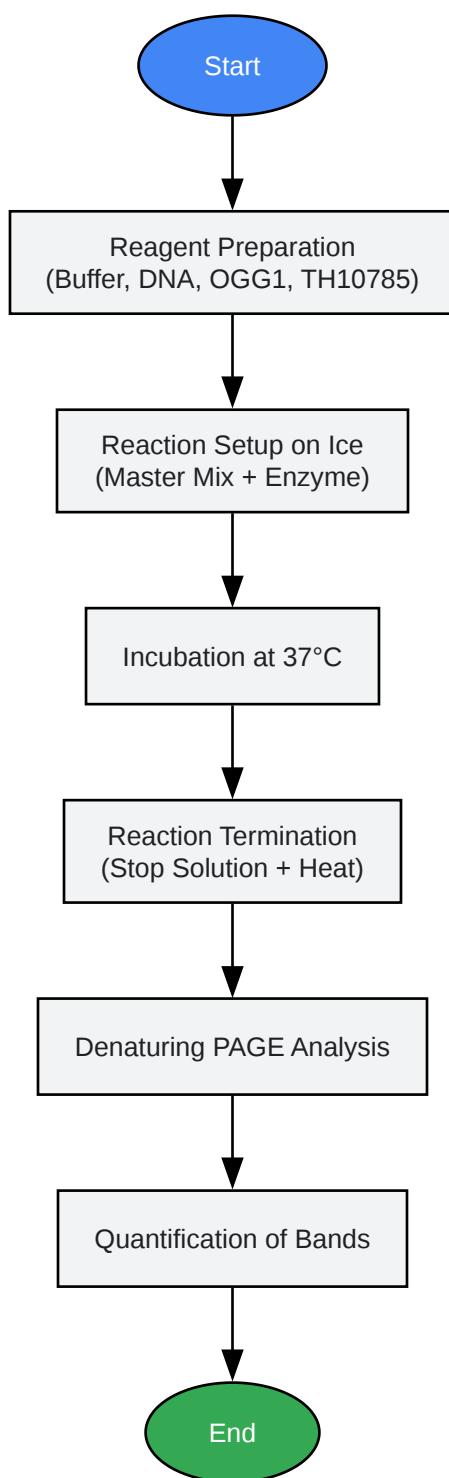 Start
Reagent Preparation
(Buffer, DNA, OGG1, TH10785)
Reaction Setup on Ice
(Master Mix + Enzyme)
Incubation at 37°C
Reaction Termination
(Stop Solution + Heat)
Denaturing PAGE Analysis
Quantification of Bands
End